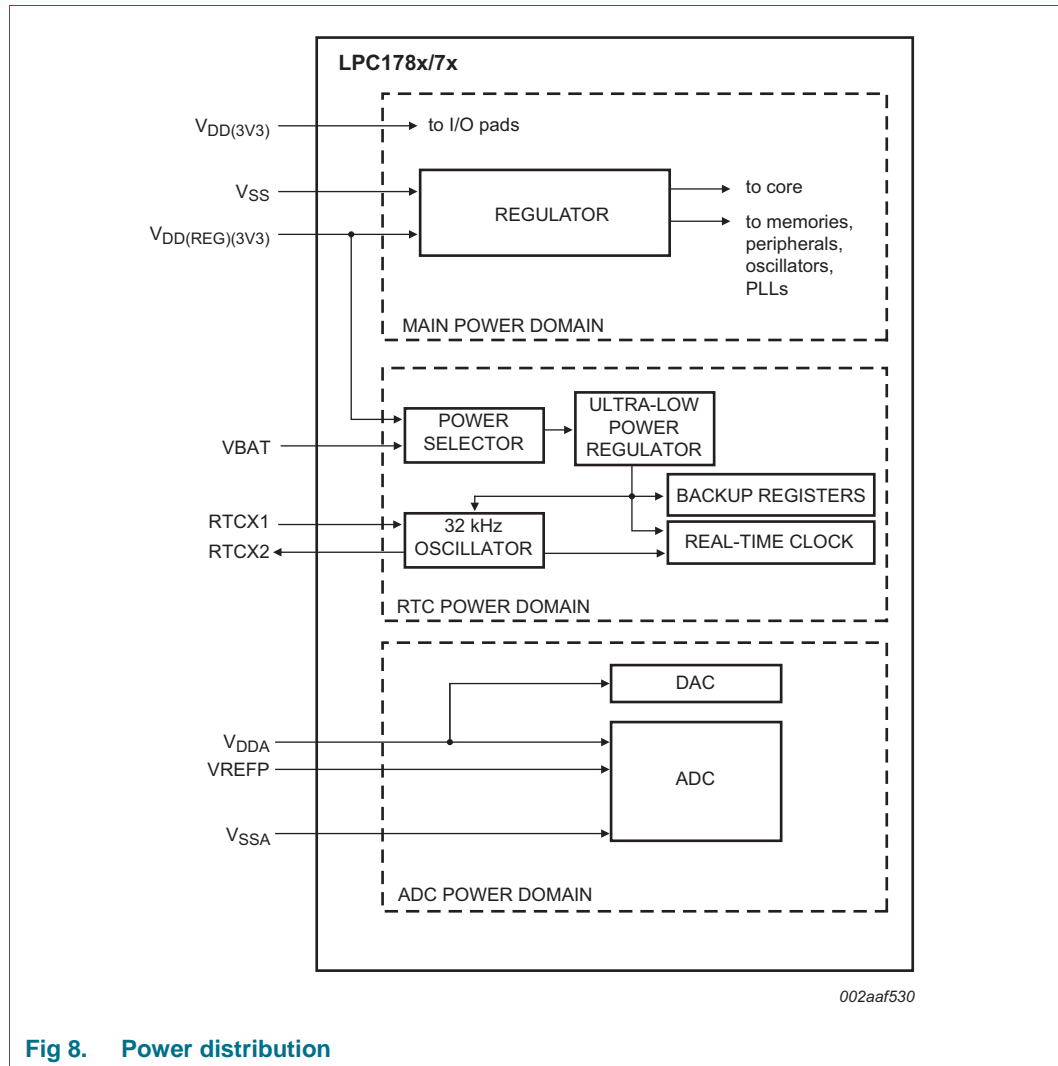 LPC178x/7x
VDD(3V3)
to I/O pads
VSS
VDD(REG)(3V3)
REGULATOR
to core
to memories,
peripherals,
oscillators,
PLLs
MAIN POWER DOMAIN
VBAT
POWER
SELECTOR
ULTRA-LOW
POWER
REGULATOR
BACKUP REGISTERS
RTCX1
RTCX2
32 kHz
OSCILLATOR
REAL-TIME CLOCK
RTC POWER DOMAIN
DAC
VDDA
VREFP
VSSA
ADC
ADC POWER DOMAIN
002aaf530
Fig 8. Power distribution